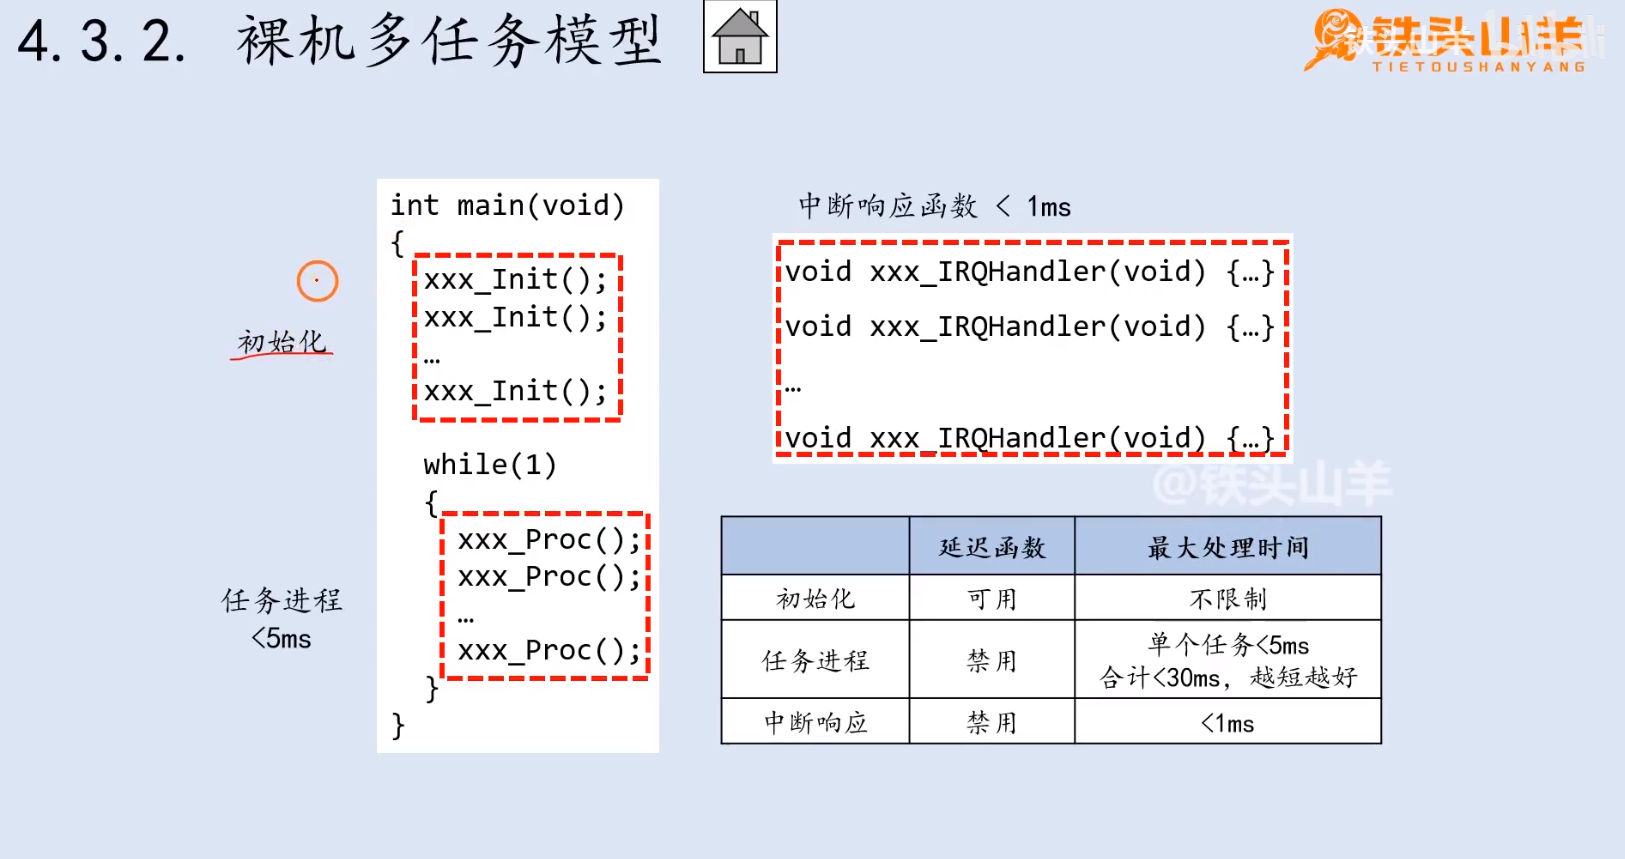 4.3.2. 裸机多任务模型
铁头山羊
TIETOUSHANYANG
int main(void)
{
xxx_Init();
xxx_Init();
…
xxx_Init();
while(1)
{
xxx_Proc();
xxx_Proc();
…
xxx_Proc();
}
}
初始化
任务进程
<5ms
中断响应函数 < 1ms
void xxx_IRQHandler(void) {…}
void xxx_IRQHandler(void) {…}
…
void xxx_IRQHandler(void) {…}
@铁头山羊
延迟函数 最大处理时间
初始化 可用 不限制
任务进程 禁用 单个任务<5ms
合计<30ms，越短越好
中断响应 禁用 <1ms